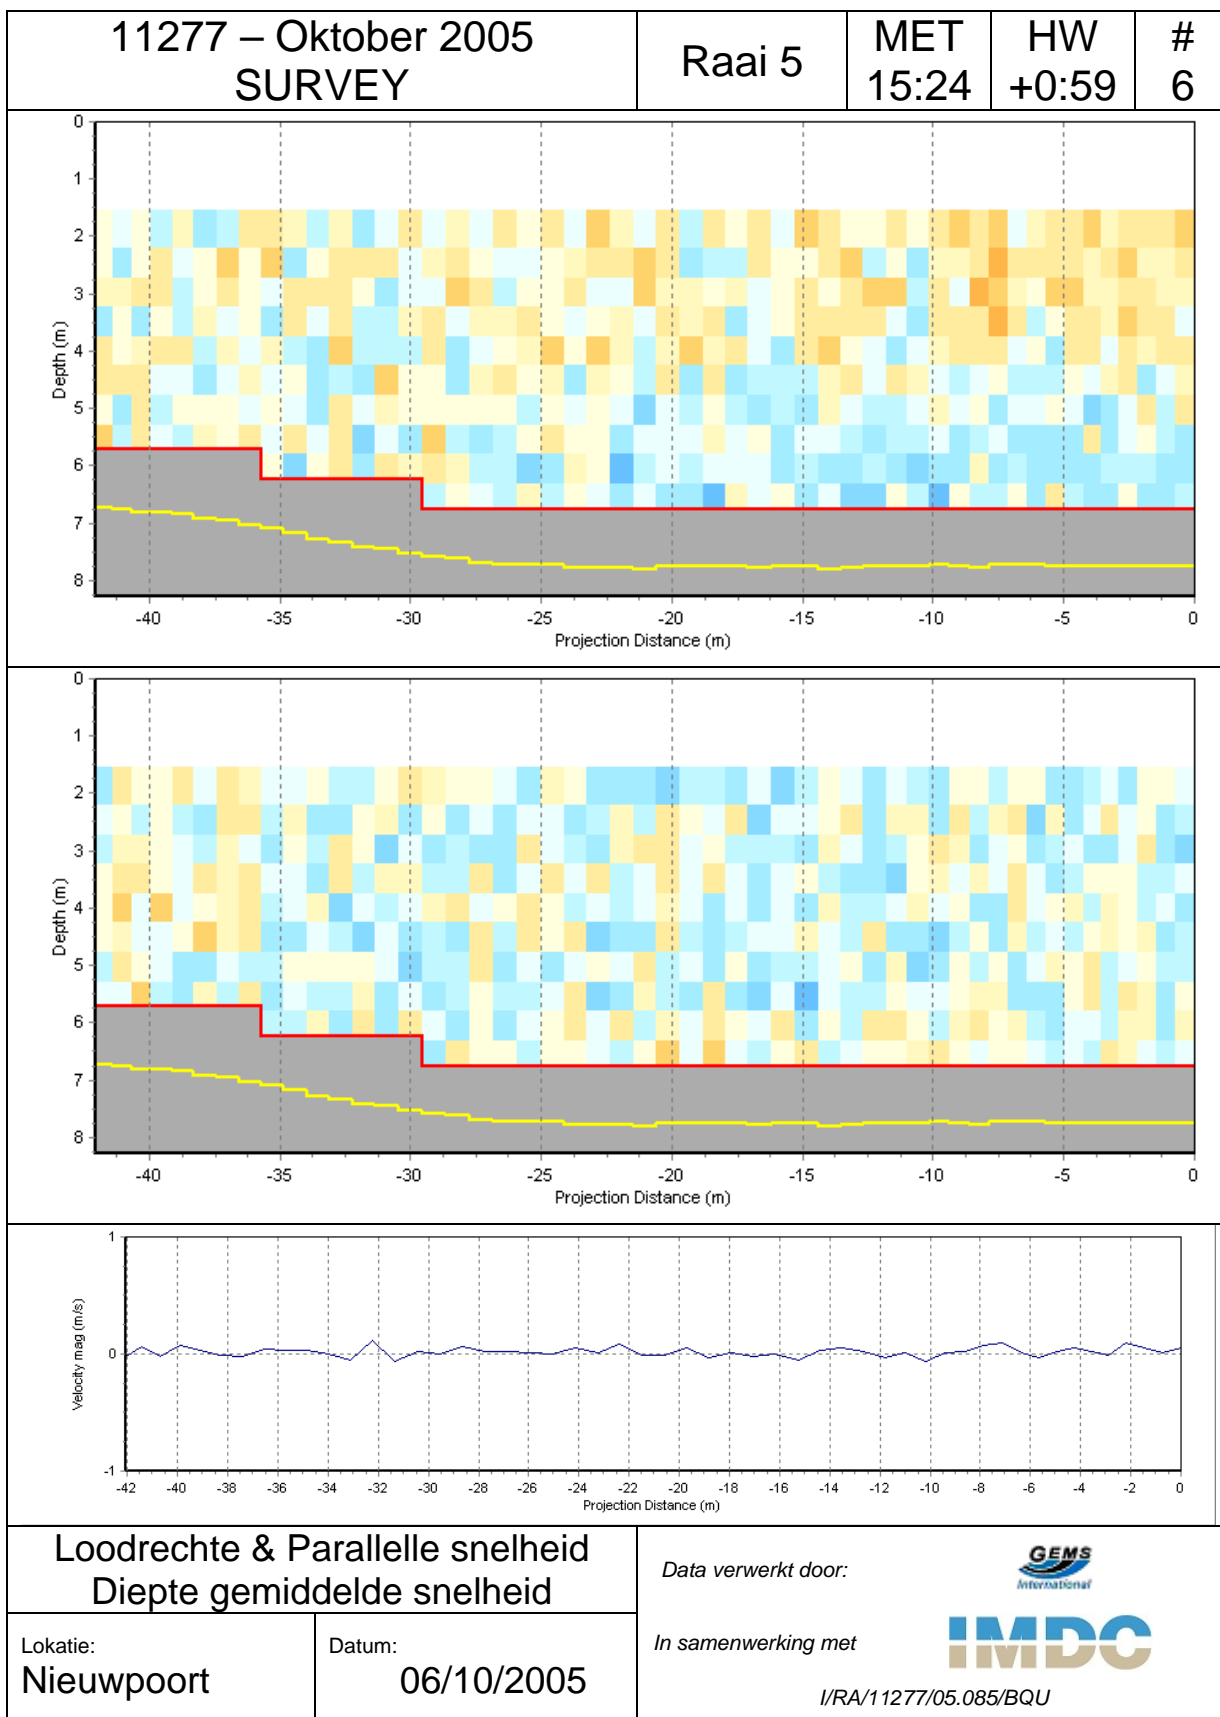 11277 – Oktober 2005
SURVEY
Raai 5
MET
15:24
HW
+0:59
#
6
0
1
2
3
4
5
6
7
8
Depth (m)
-40 -35 -30 -25 -20 -15 -10 -5 0
Projection Distance (m)
0
1
2
3
4
5
6
7
8
Depth (m)
-40 -35 -30 -25 -20 -15 -10 -5 0
Projection Distance (m)
1
0
-1
Velocity mag (m/s)
-42 -40 -38 -36 -34 -32 -30 -28 -26 -24 -22 -20 -18 -16 -14 -12 -10 -8 -6 -4 -2 0
Projection Distance (m)
Loodrechte & Parallelle snelheid
Diepte gemiddelde snelheid
Lokatie:
Nieuwpoort
Datum:
06/10/2005
Data verwerkt door:
GEMS
International
In samenwerking met
IMDC
I/RA/11277/05.085/BQU